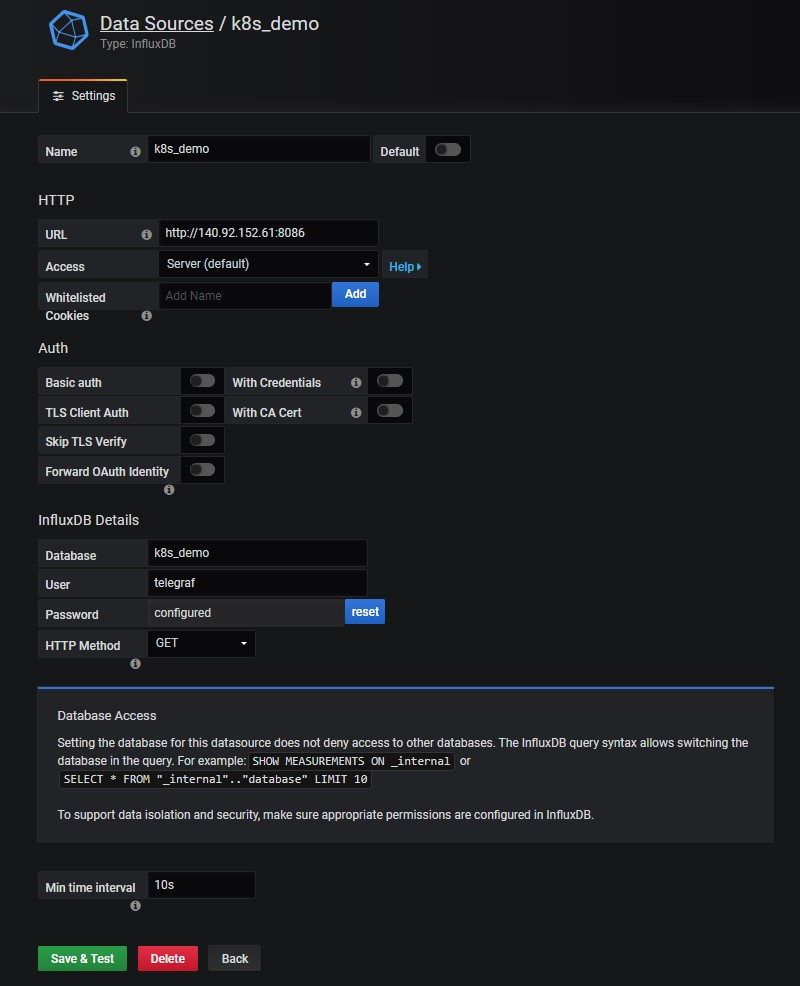 Data Sources / k8s_demo
Type: InfluxDB
Settings
Name k8s_demo Default
HTTP
URL http://140.92.152.61:8086
Access Server (default) Help
Whitelisted Cookies Add Name Add
Auth
Basic auth With Credentials
TLS Client Auth With CA Cert
Skip TLS Verify
Forward OAuth Identity
InfluxDB Details
Database k8s_demo
User telegraf
Password configured reset
HTTP Method GET
Database Access
Setting the database for this datasource does not deny access to other databases. The InfluxDB query syntax allows switching the
database in the query. For example: SHOW MEASUREMENTS ON _internal or
SELECT * FROM "_internal".."database" LIMIT 10
To support data isolation and security, make sure appropriate permissions are configured in InfluxDB.
Min time interval 10s
Save & Test Delete Back